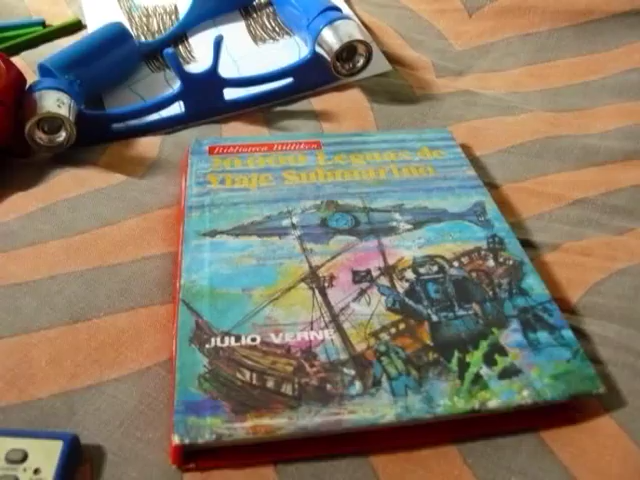 Biblioteca Billiken
20.000 Leguas de
Viaje Submarino
JULIO VERNE